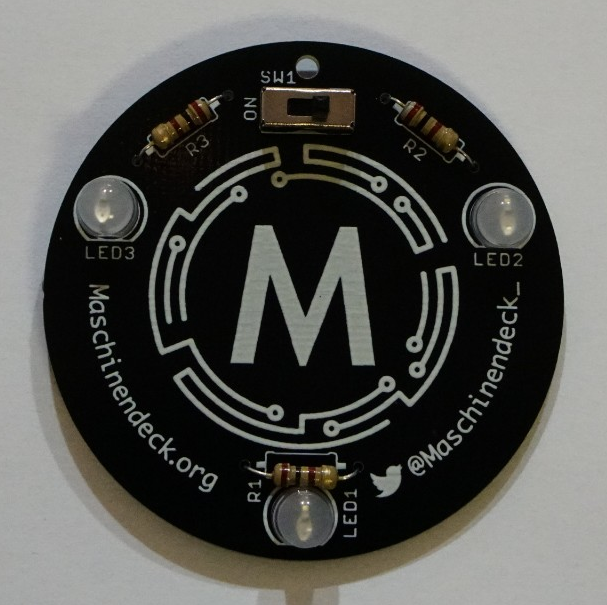 SW1
ON
R3
R2
LED3
LED2
M
Maschinendeck.org
@Maschinendeck_
R1
LED1